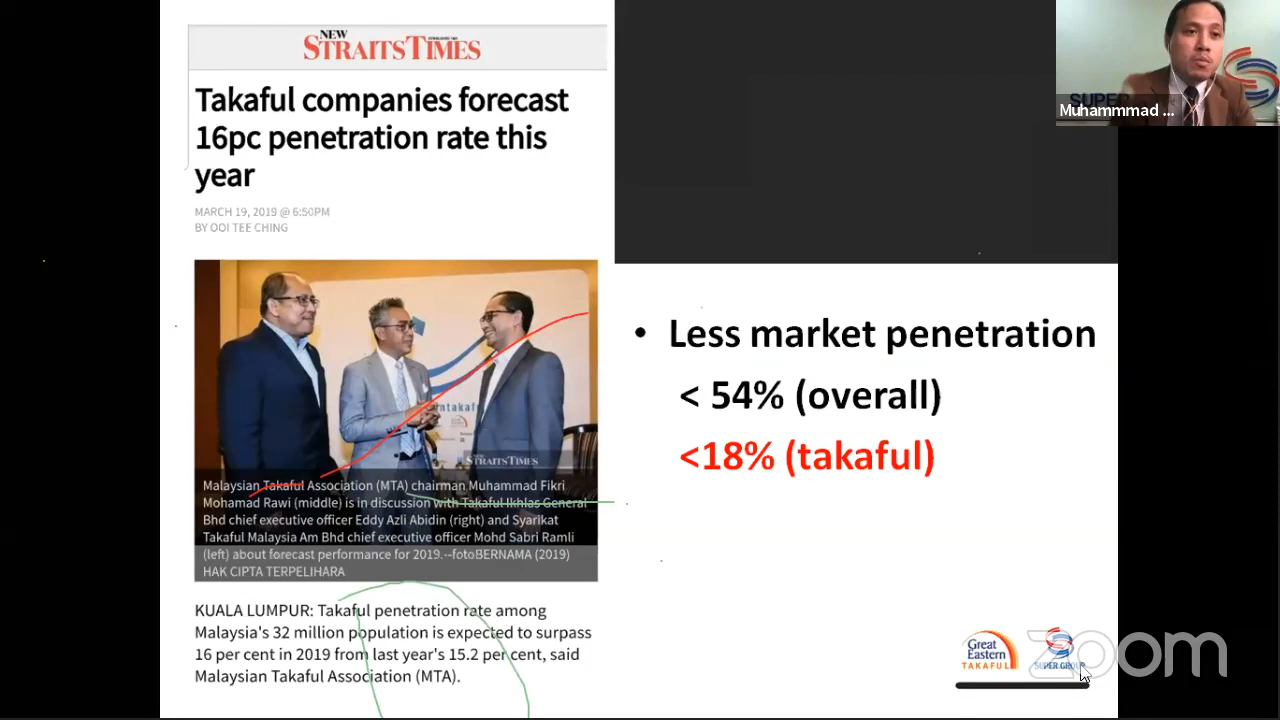 NEW
STRAITS TIMES
Takaful companies forecast
16pc penetration rate this
year
MARCH 19, 2019 @ 6:50PM
BY OOI TEE CHING
NEW STRAITS TIMES
Malaysian Takaful Association (MTA) chairman Muhammad Fikri
Mohamad Rawi (middle) is in discussion with Takaful Ikhlas General
Bhd chief executive officer Eddy Azli Abidin (right) and Syarikat
Takaful Malaysia Am Bhd chief executive officer Mohd Sabri Ramli
(left) about forecast performance for 2019.--fotoBERNAMA (2019)
HAK CIPTA TERPELIHARA
KUALA LUMPUR: Takaful penetration rate among
Malaysia's 32 million population is expected to surpass
16 per cent in 2019 from last year's 15.2 per cent, said
Malaysian Takaful Association (MTA).
Muhammmad ...
• Less market penetration
< 54% (overall)
<18% (takaful)
Great
Eastern
TAKAFUL
SUPER GROUP
zoom